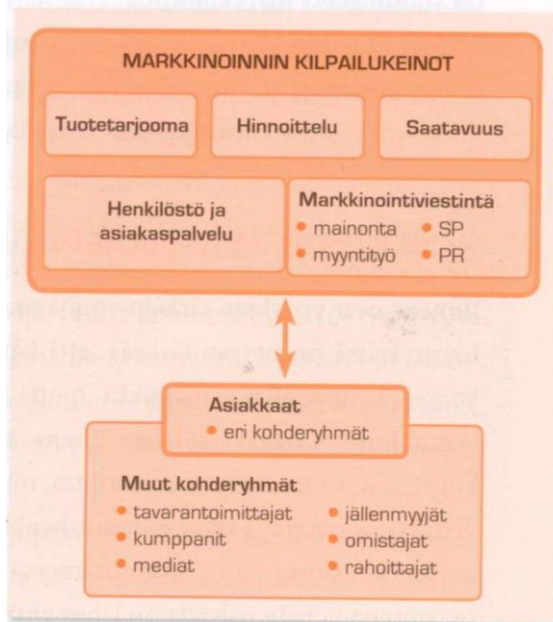 MARKKINOINNIN KILPAILUKEINOT
Tuotetarjooma
Hinnoittelu
Saatavuus
Henkilöstö ja
asiakaspalvelu
Markkinointiviestintä
• mainonta • SP
• myyntityö • PR
Asiakkaat
• eri kohderyhmät
Muut kohderyhmät
• tavarantoimittajat • jälleenmyyjät
• kumppanit • omistajat
• mediat • rahoittajat